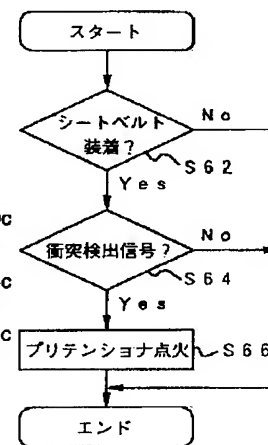 スタート
No
シートベルト
装着？
S62
Yes
No
衝突検出信号？
S64
Yes
プリテンショナ点火
S66
エンド